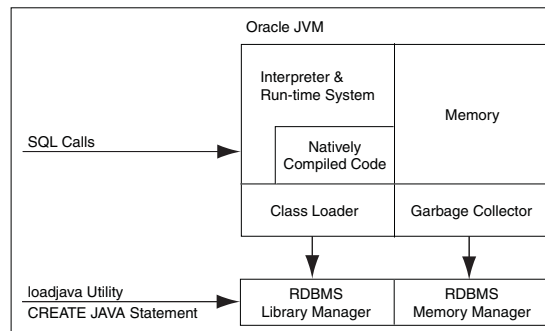 Oracle JVM
Interpreter &
Run-time System
Memory
Natively
Compiled Code
SQL Calls
Class Loader
Garbage Collector
loadjava Utility
CREATE JAVA Statement
RDBMS
Library Manager
RDBMS
Memory Manager